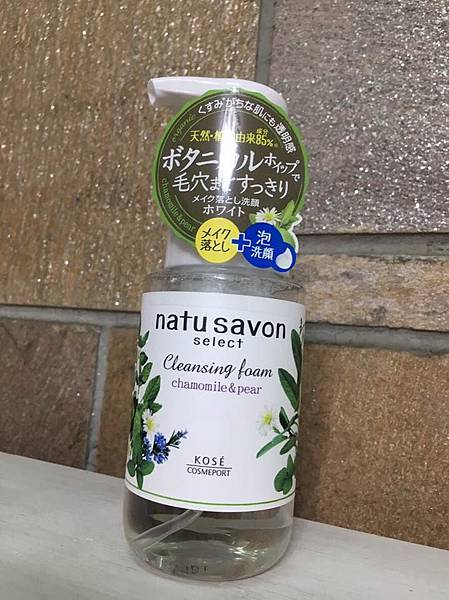 organic くすみがちな肌にも透明感
天然・植物由来成分85%※
ボタニカルホイップで
毛穴まですっきり
メイク落とし洗顔
ホワイト
chamomile&pear
メイク
落とし
+
泡
洗顔
natu savon
select
Cleansing foam
chamomile&pear
KOSÉ
COSMEPORT